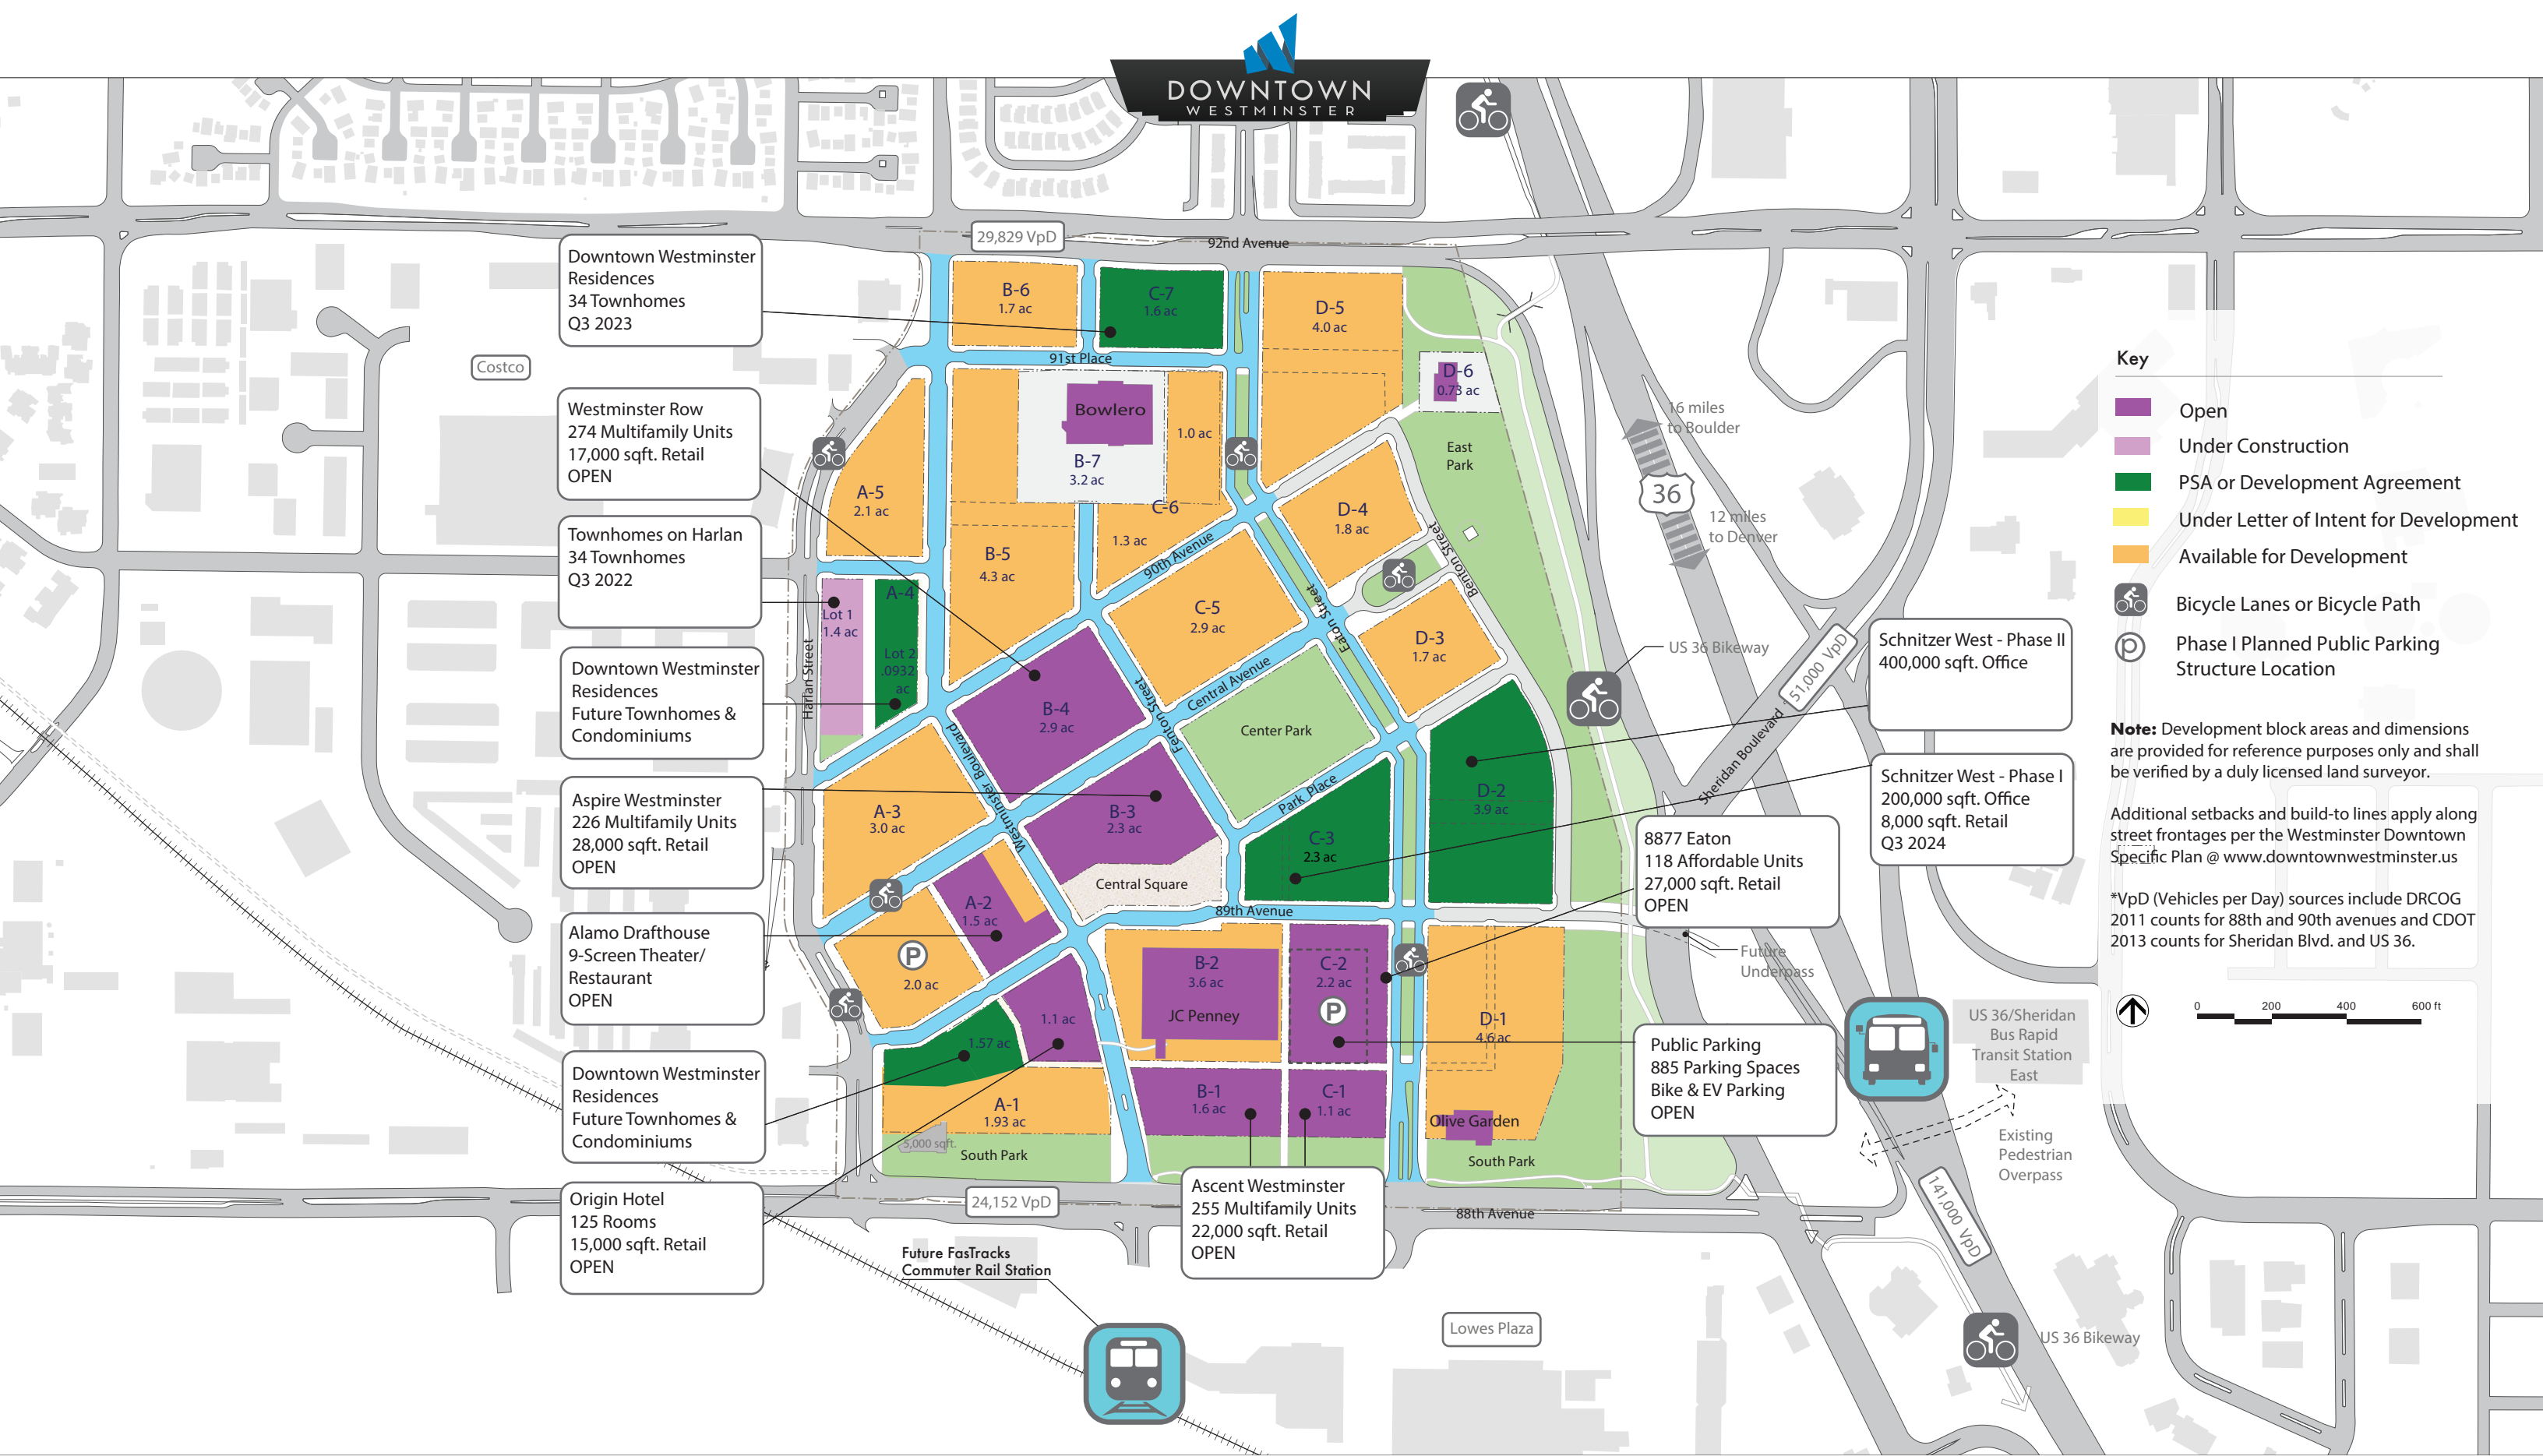 DOWNTOWN
WESTMINSTER
29,829 VpD
92nd Avenue
Downtown Westminster
Residences
34 Townhomes
Q3 2023
Westminster Row
274 Multifamily Units
17,000 sqft. Retail
OPEN
Townhomes on Harlan
34 Townhomes
Q3 2022
Downtown Westminster
Residences
Future Townhomes &
Condominiums
Aspire Westminster
226 Multifamily Units
28,000 sqft. Retail
OPEN
Alamo Drafthouse
9-Screen Theater/
Restaurant
OPEN
Downtown Westminster
Residences
Future Townhomes &
Condominiums
Origin Hotel
125 Rooms
15,000 sqft. Retail
OPEN
Costco
B-6
1.7 ac
C-7
1.6 ac
D-5
4.0 ac
91st Place
D-6
0.73 ac
Bowlero
1.0 ac
B-7
3.2 ac
East
Park
A-5
2.1 ac
C-6
1.3 ac
D-4
1.8 ac
B-5
4.3 ac
90th Avenue
Benton Street
A-4
Lot 1
1.4 ac
Lot 2
.0932
ac
Harlan Street
C-5
2.9 ac
Eaton Street
D-3
1.7 ac
B-4
2.9 ac
Fenton Street
Central Avenue
Center Park
Westminster Boulevard
A-3
3.0 ac
B-3
2.3 ac
Park Place
D-2
3.9 ac
C-3
2.3 ac
Central Square
89th Avenue
A-2
1.5 ac
P
2.0 ac
B-2
3.6 ac
JC Penney
C-2
2.2 ac
P
D-1
4.6 ac
1.1 ac
1.57 ac
A-1
1.93 ac
B-1
1.6 ac
C-1
1.1 ac
Olive Garden
5,000 sqft.
South Park
South Park
24,152 VpD
88th Avenue
Ascent Westminster
255 Multifamily Units
22,000 sqft. Retail
OPEN
Future FasTracks
Commuter Rail Station
Lowes Plaza
16 miles
to Boulder
36
12 miles
to Denver
US 36 Bikeway
51,000 VpD
Sheridan Boulevard
Schnitzer West - Phase II
400,000 sqft. Office
Schnitzer West - Phase I
200,000 sqft. Office
8,000 sqft. Retail
Q3 2024
8877 Eaton
118 Affordable Units
27,000 sqft. Retail
OPEN
Future
Underpass
Public Parking
885 Parking Spaces
Bike & EV Parking
OPEN
US 36/Sheridan
Bus Rapid
Transit Station
East
Existing
Pedestrian
Overpass
141,000 VpD
US 36 Bikeway
Key
Open
Under Construction
PSA or Development Agreement
Under Letter of Intent for Development
Available for Development
Bicycle Lanes or Bicycle Path
P
Phase I Planned Public Parking
Structure Location
Note: Development block areas and dimensions
are provided for reference purposes only and shall
be verified by a duly licensed land surveyor.
Additional setbacks and build-to lines apply along
street frontages per the Westminster Downtown
Specific Plan @ www.downtownwestminster.us
*VpD (Vehicles per Day) sources include DRCOG
2011 counts for 88th and 90th avenues and CDOT
2013 counts for Sheridan Blvd. and US 36.
0 200 400 600 ft